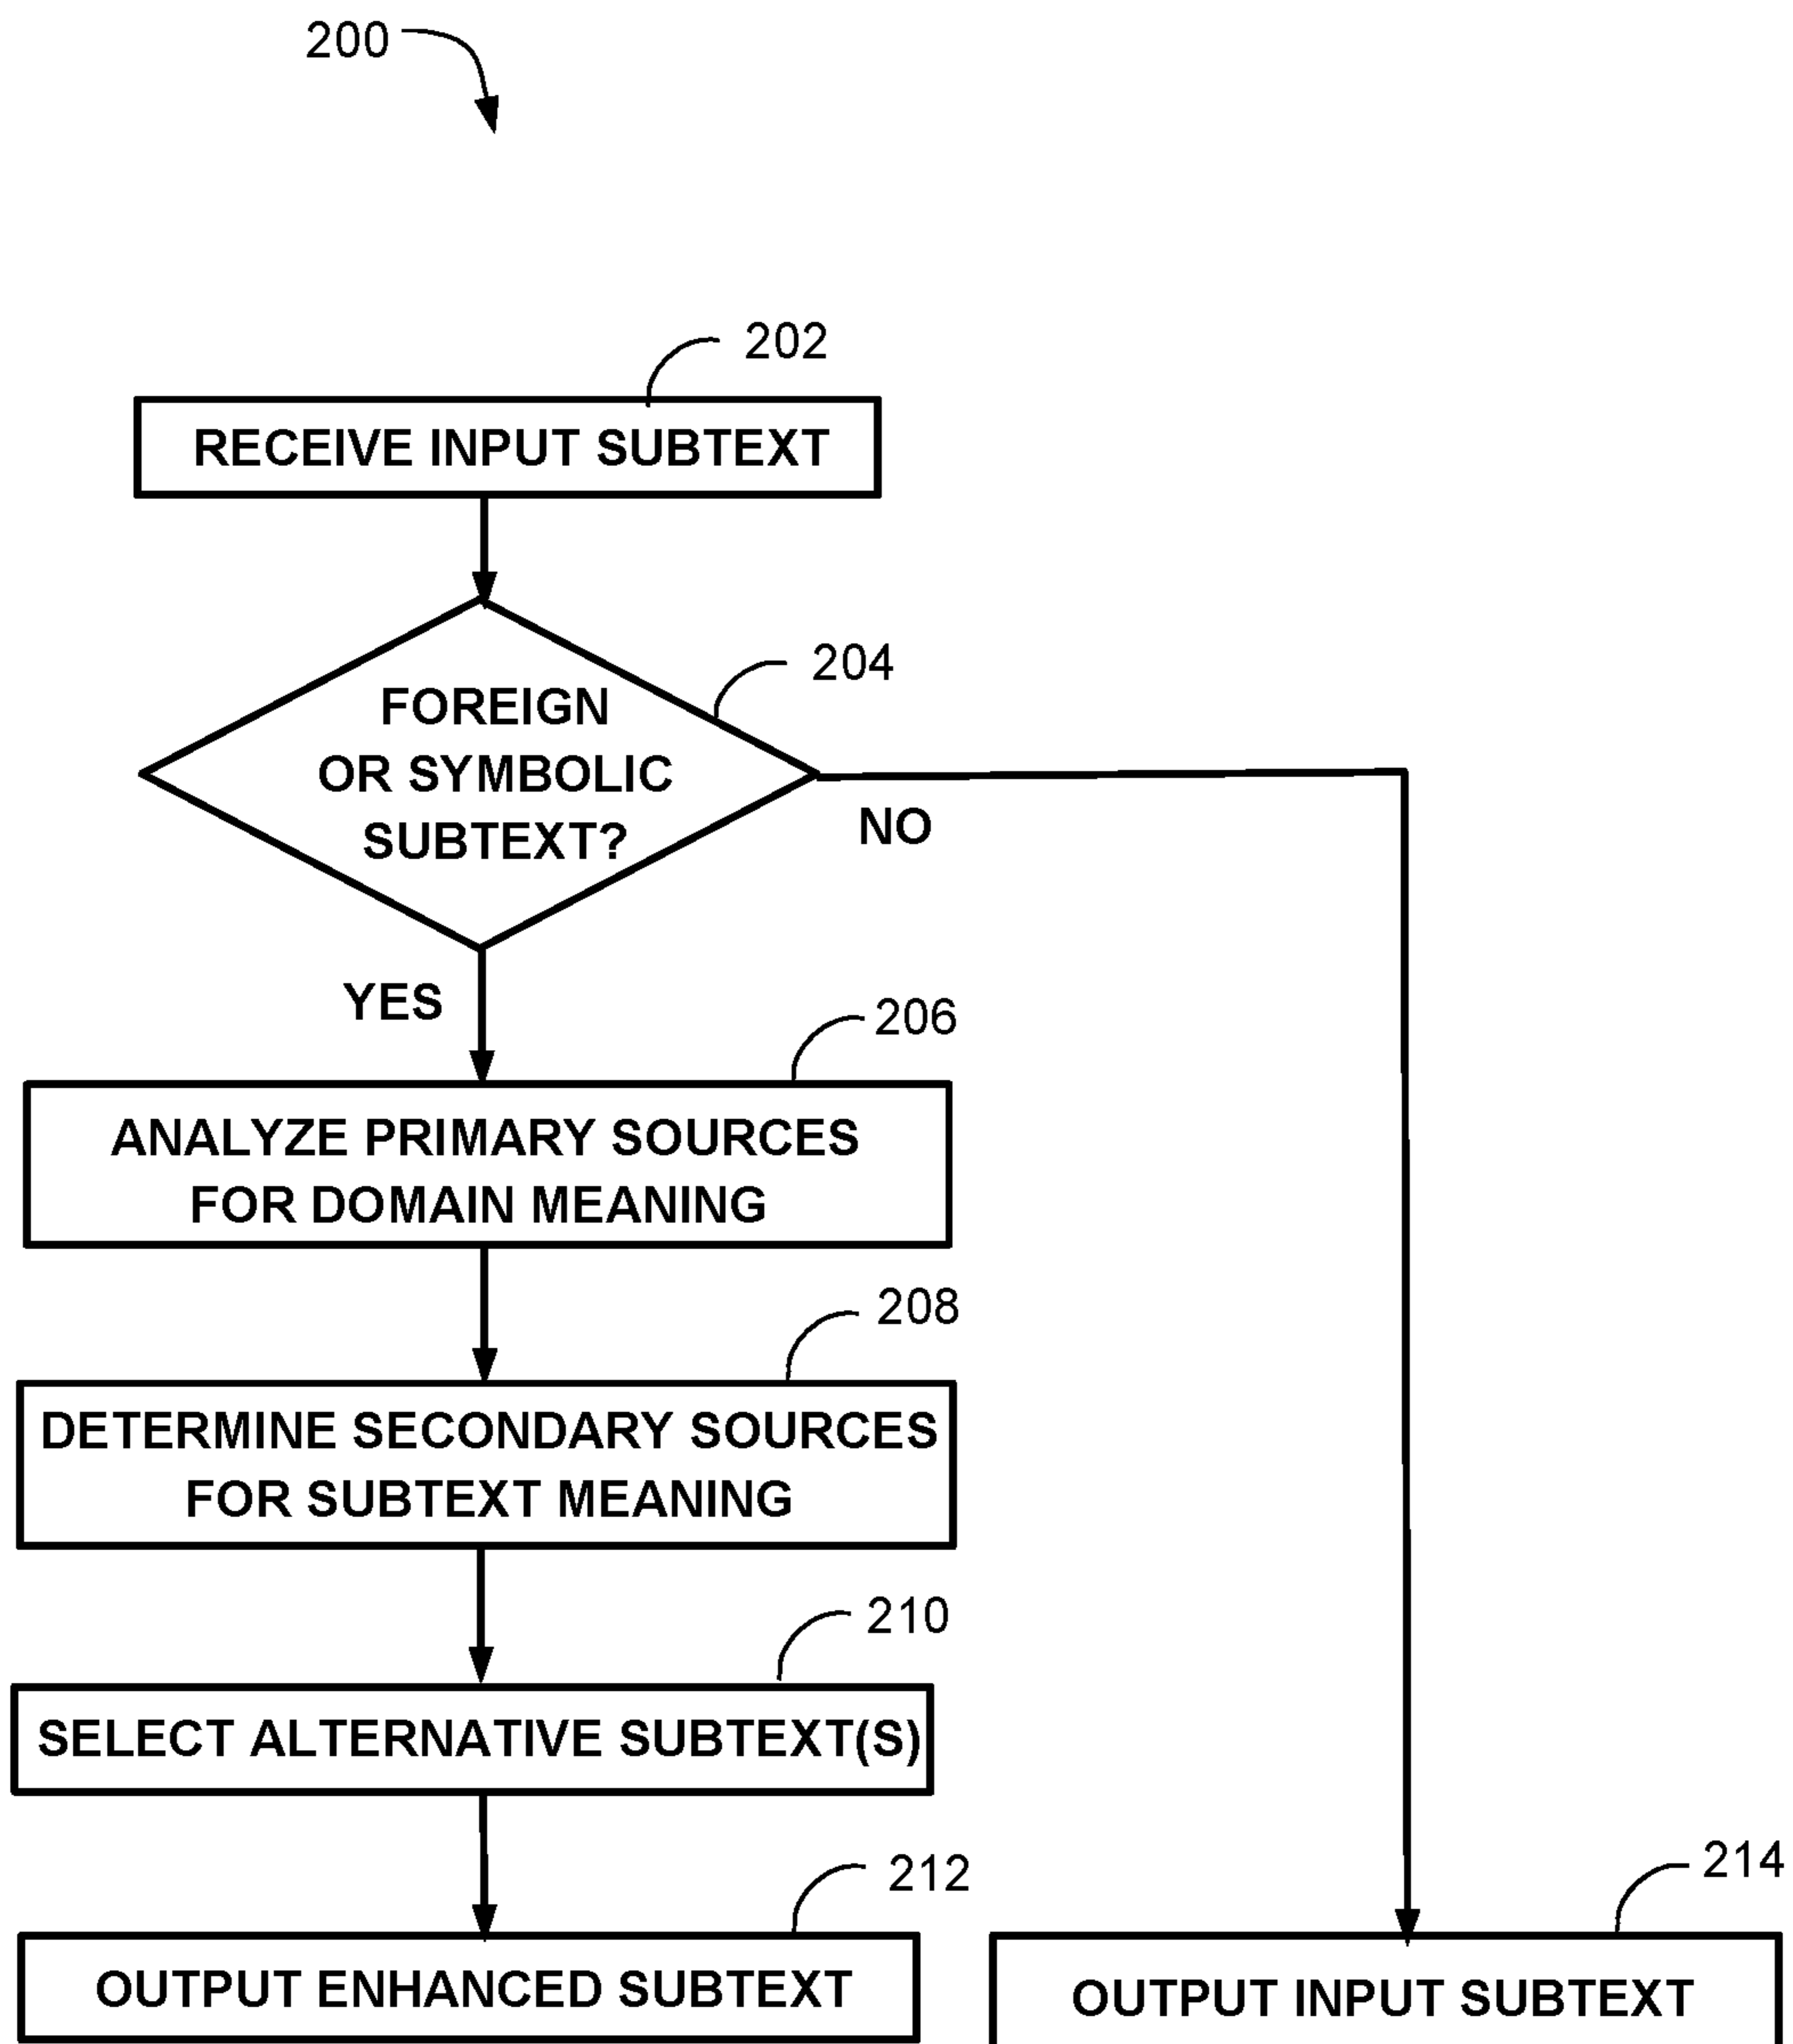 200
202
RECEIVE INPUT SUBTEXT
204
FOREIGN
OR SYMBOLIC
SUBTEXT?
NO
YES
206
ANALYZE PRIMARY SOURCES
FOR DOMAIN MEANING
208
DETERMINE SECONDARY SOURCES
FOR SUBTEXT MEANING
210
SELECT ALTERNATIVE SUBTEXT(S)
212
OUTPUT ENHANCED SUBTEXT
214
OUTPUT INPUT SUBTEXT